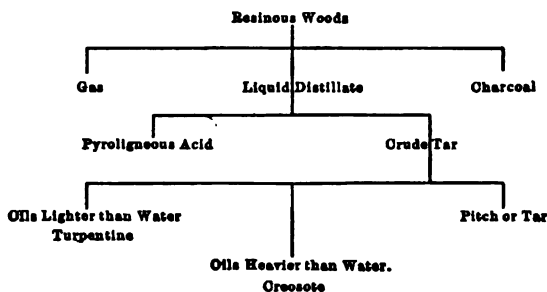 Resinous Woods
Gas
Liquid Distillate
Charcoal
Pyroligneous Acid
Crude Tar
Oils Lighter than Water
Turpentine
Pitch or Tar
Oils Heavier than Water.
Creosote